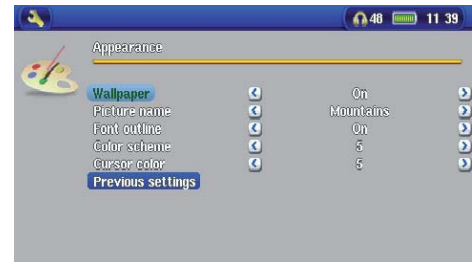 48 11 39
Appearance
Wallpaper On
Picture name Mountains
Font outline On
Color scheme 5
Cursor color 5
Previous settings